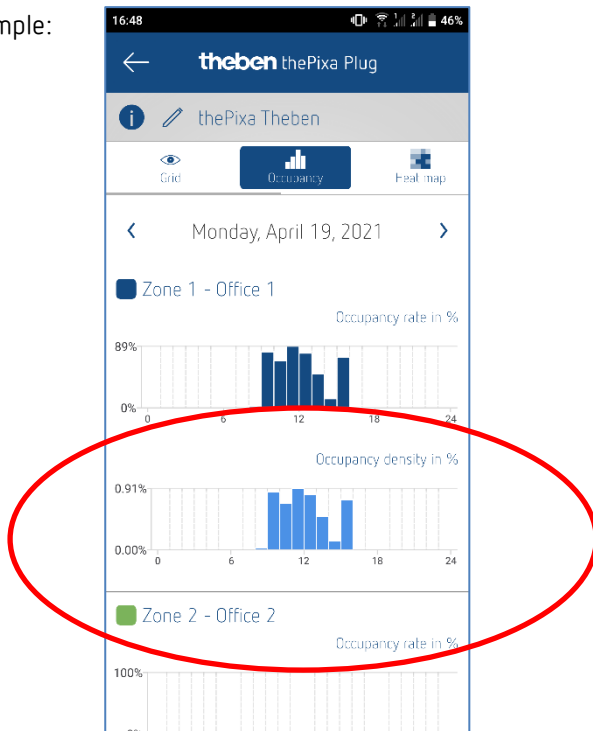 mple:
16:48 46%
theben thePixa Plug
thePixa Theben
Grid Occupancy Heat map
Monday, April 19, 2021
Zone 1 - Office 1
Occupancy rate in %
89%
0%
0 6 12 18 24
Occupancy density in %
0.91%
0.00%
0 6 12 18 24
Zone 2 - Office 2
Occupancy rate in %
100%
0%